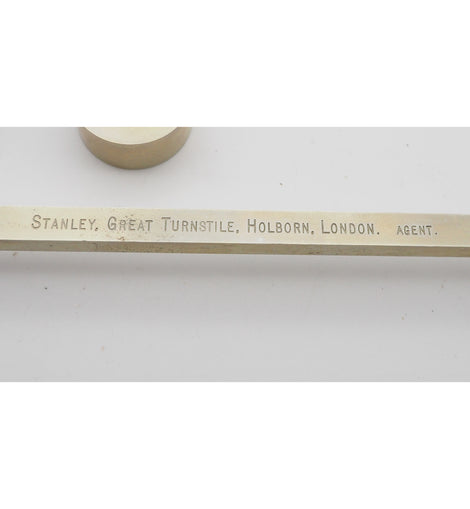 STANLEY, GREAT TURNSTILE, HOLBORN, LONDON. AGENT.